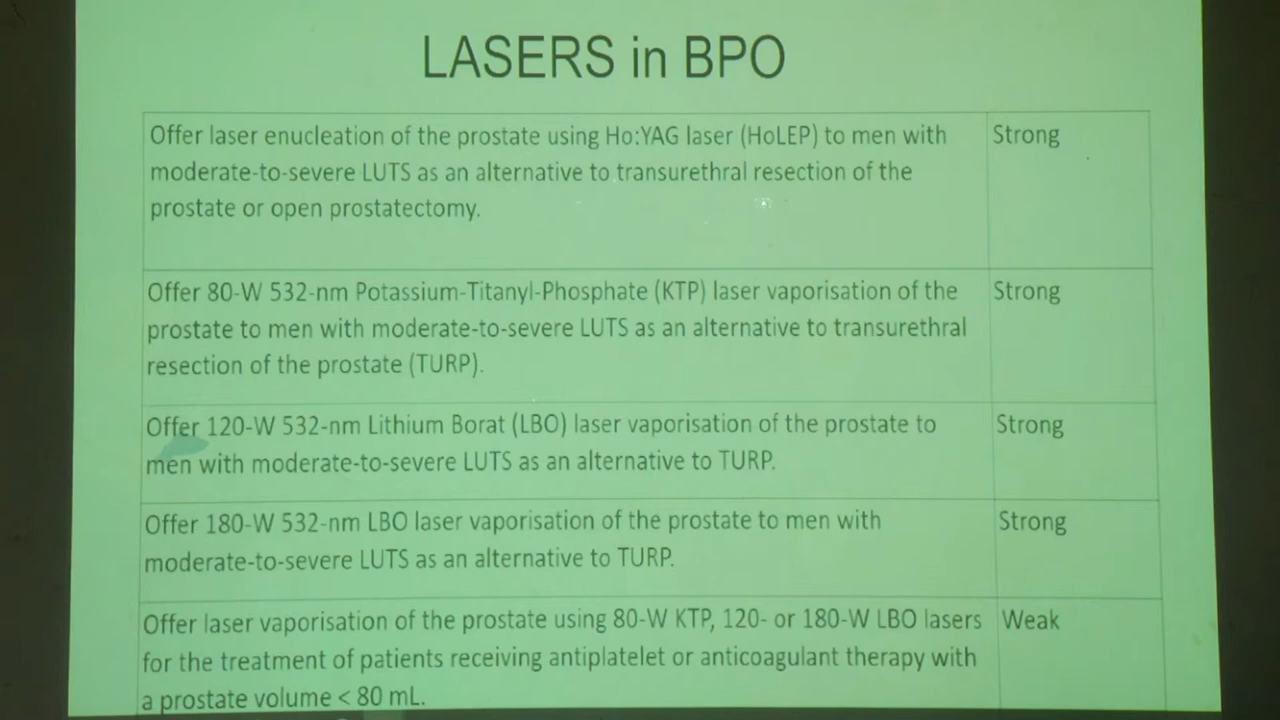 LASERS in BPO
Offer laser enucleation of the prostate using Ho:YAG laser (HoLEP) to men with
moderate-to-severe LUTS as an alternative to transurethral resection of the
prostate or open prostatectomy.
Strong
Offer 80-W 532-nm Potassium-Titanyl-Phosphate (KTP) laser vaporisation of the
prostate to men with moderate-to-severe LUTS as an alternative to transurethral
resection of the prostate (TURP).
Strong
Offer 120-W 532-nm Lithium Borat (LBO) laser vaporisation of the prostate to
men with moderate-to-severe LUTS as an alternative to TURP.
Strong
Offer 180-W 532-nm LBO laser vaporisation of the prostate to men with
moderate-to-severe LUTS as an alternative to TURP.
Strong
Offer laser vaporisation of the prostate using 80-W KTP, 120- or 180-W LBO lasers
for the treatment of patients receiving antiplatelet or anticoagulant therapy with
a prostate volume < 80 mL.
Weak